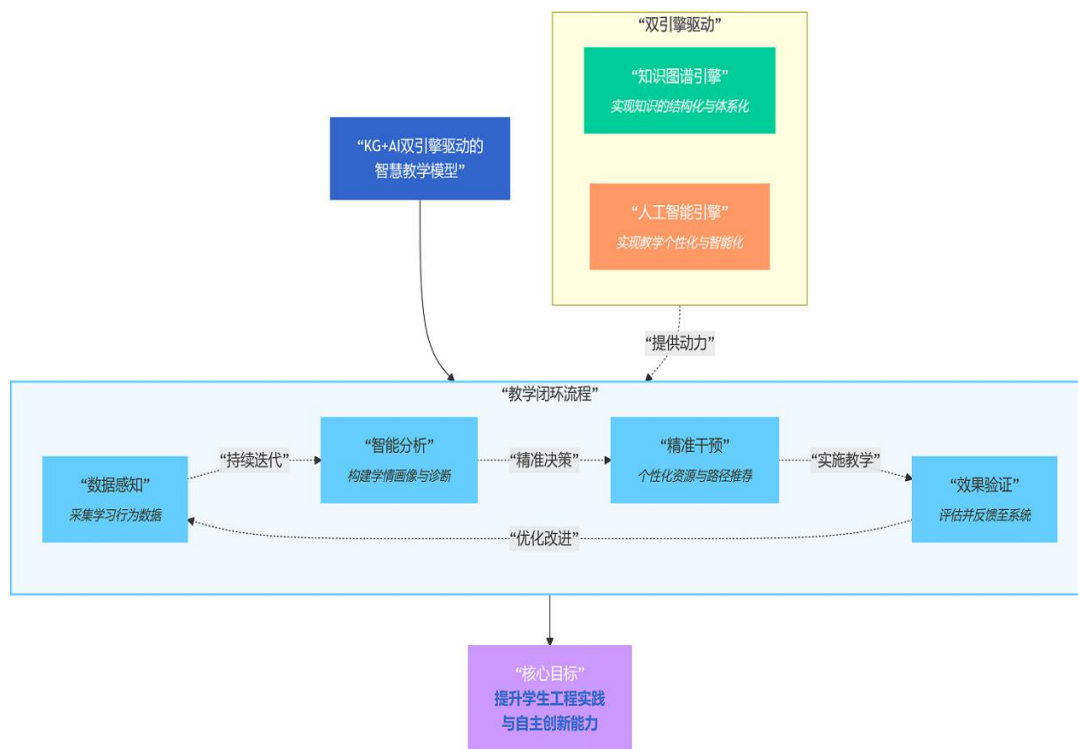 “双引擎驱动”
“知识图谱引擎”
实现知识的结构化与体系化
“KG+AI双引擎驱动的
智慧教学模型”
“人工智能引擎”
实现教学个性化与智能化
“提供动力”
“教学闭环流程”
“数据感知”
采集学习行为数据
“持续迭代”
“智能分析”
构建学情画像与诊断
“精准决策”
“精准干预”
个性化资源与路径推荐
“实施教学”
“效果验证”
评估并反馈至系统
“优化改进”
“核心目标”
提升学生工程实践
与自主创新能力